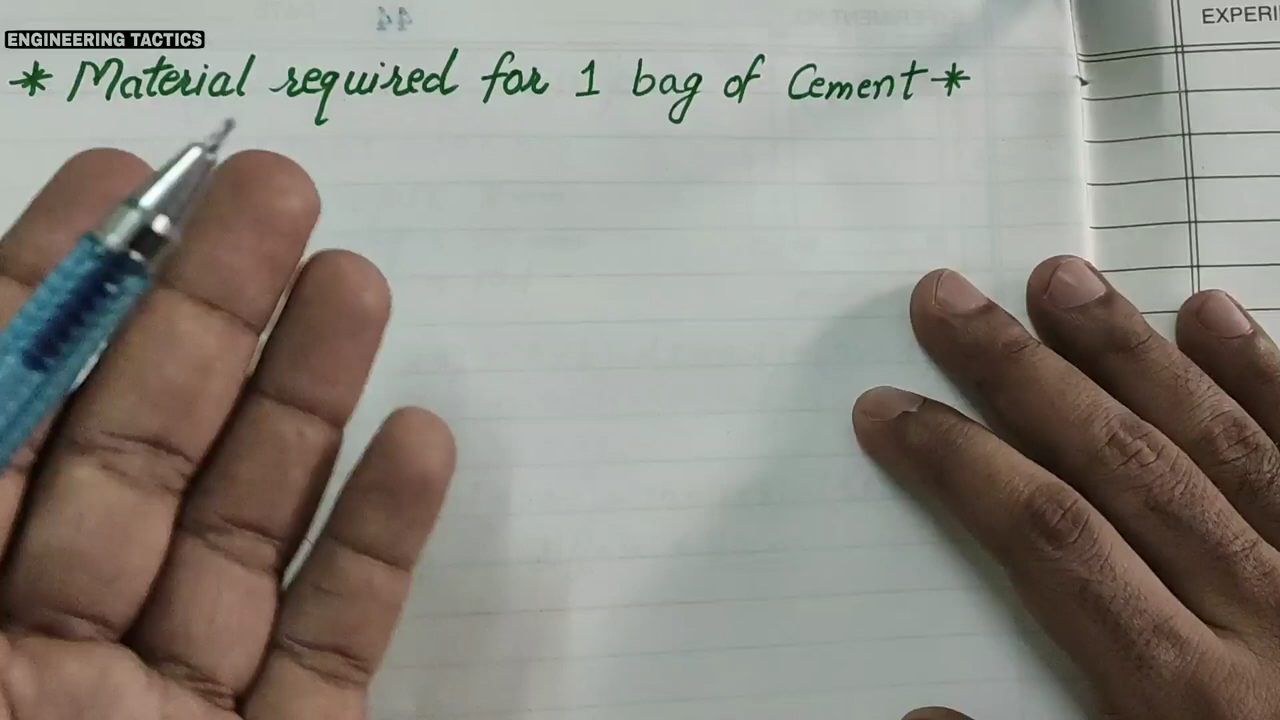 ENGINEERING TACTICS
EXPERI
* Material required for 1 bag of Cement *